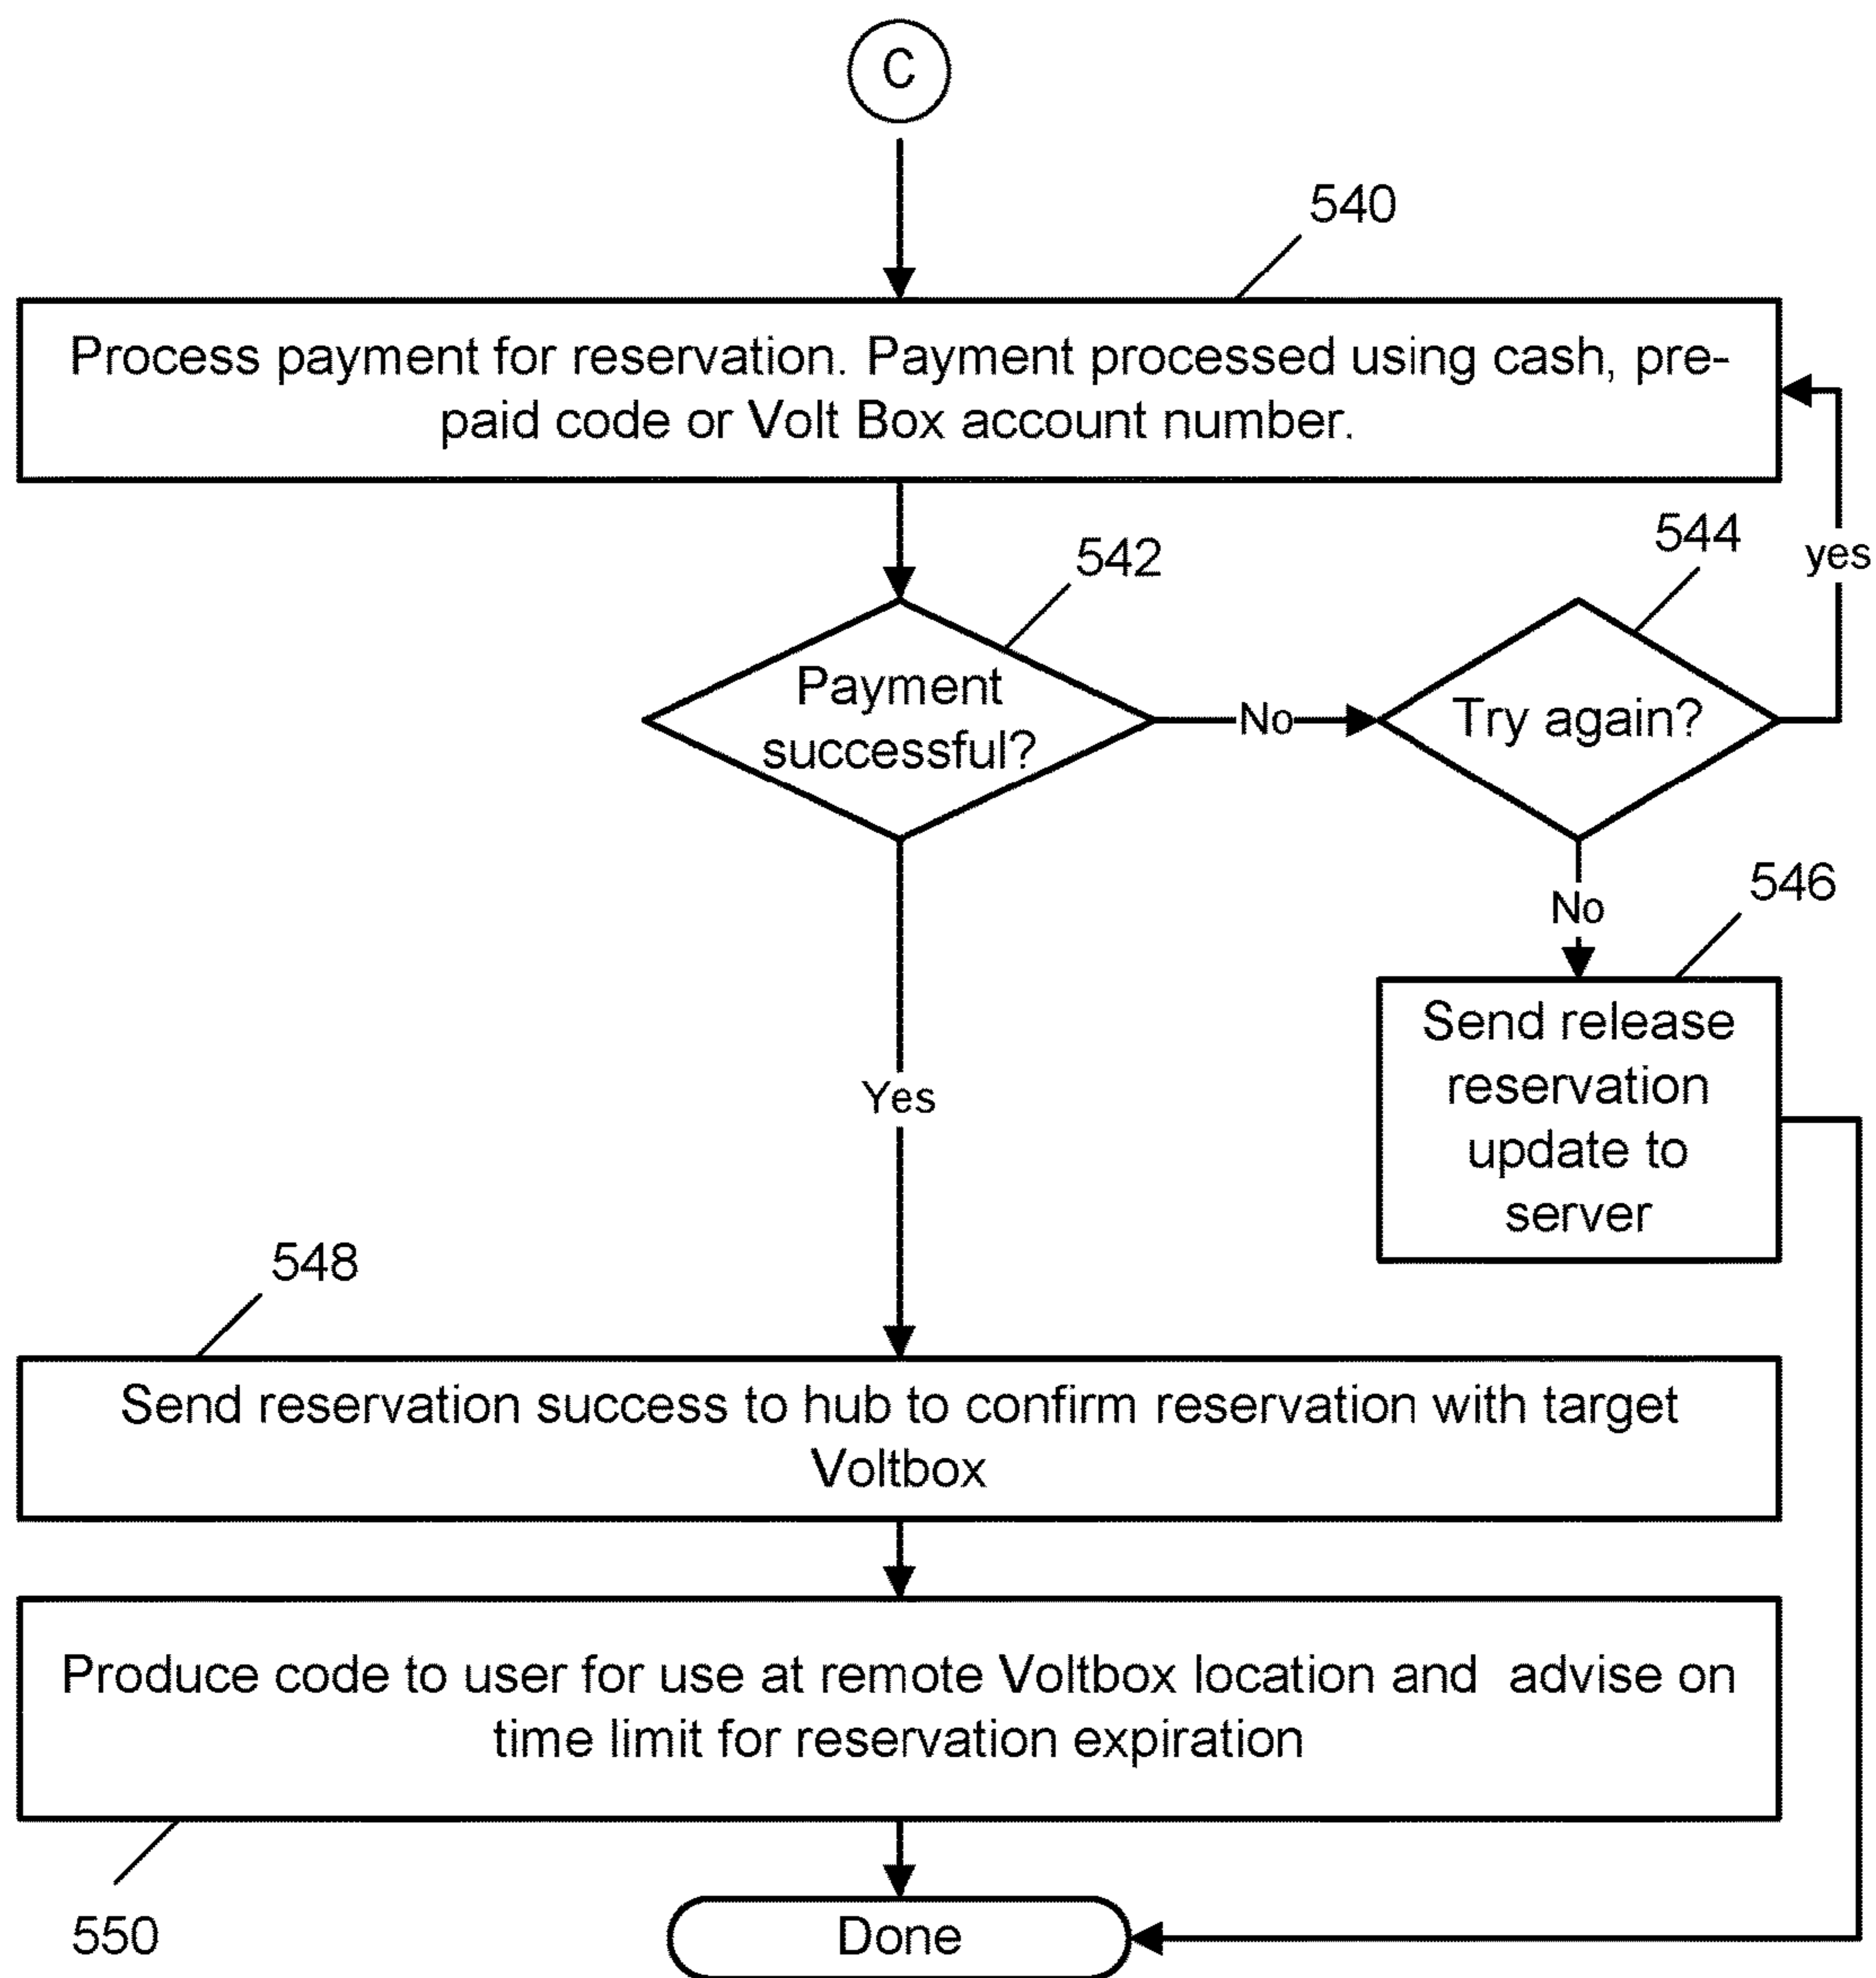 C
540
Process payment for reservation. Payment processed using cash, pre-
paid code or Volt Box account number.
542
544
yes
Payment
successful?
No
Try again?
No
546
Send release
reservation
update to
server
Yes
548
Send reservation success to hub to confirm reservation with target
Voltbox
Produce code to user for use at remote Voltbox location and  advise on
time limit for reservation expiration
550
Done